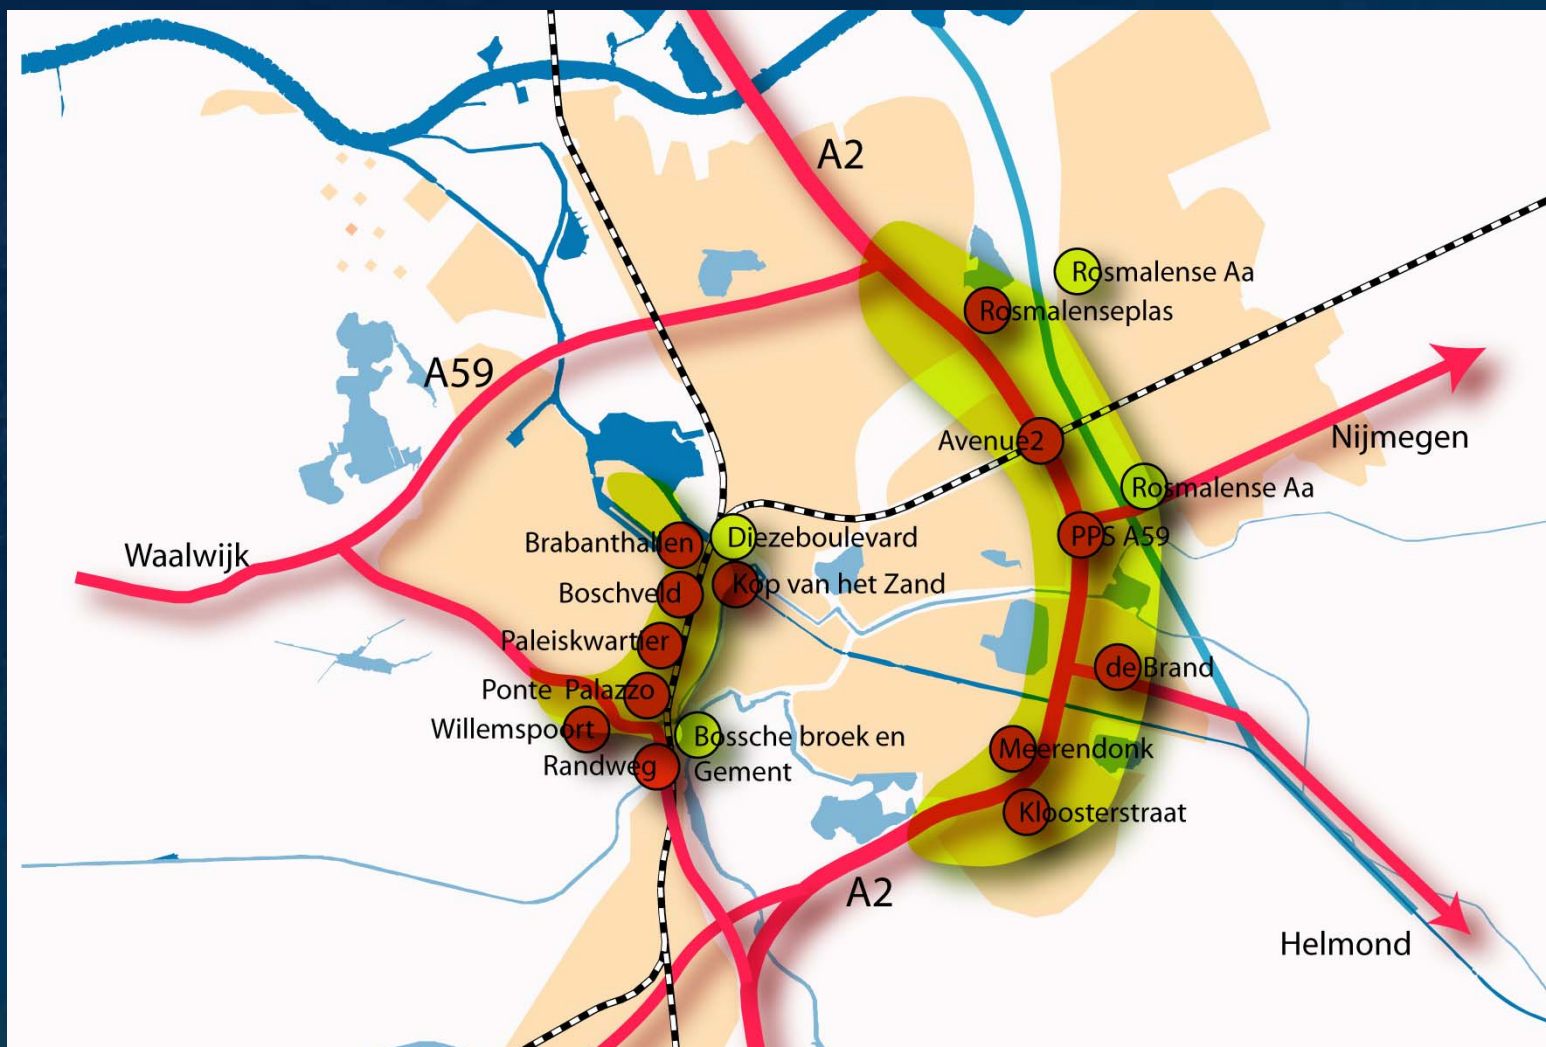 A2
Rosmalense Aa
Rosmalenseplas
A59
Avenue2
Nijmegen
Rosmalense Aa
Waalwijk
Brabanthallen
Diezeboulevard
PPS A59
Boschveld
Kop van het Zand
Paleiskwartier
de Brand
Ponte Palazzo
Willemspoort
Bossche broek en
Gement
Randweg
Meerendonk
Kloosterstraat
A2
Helmond